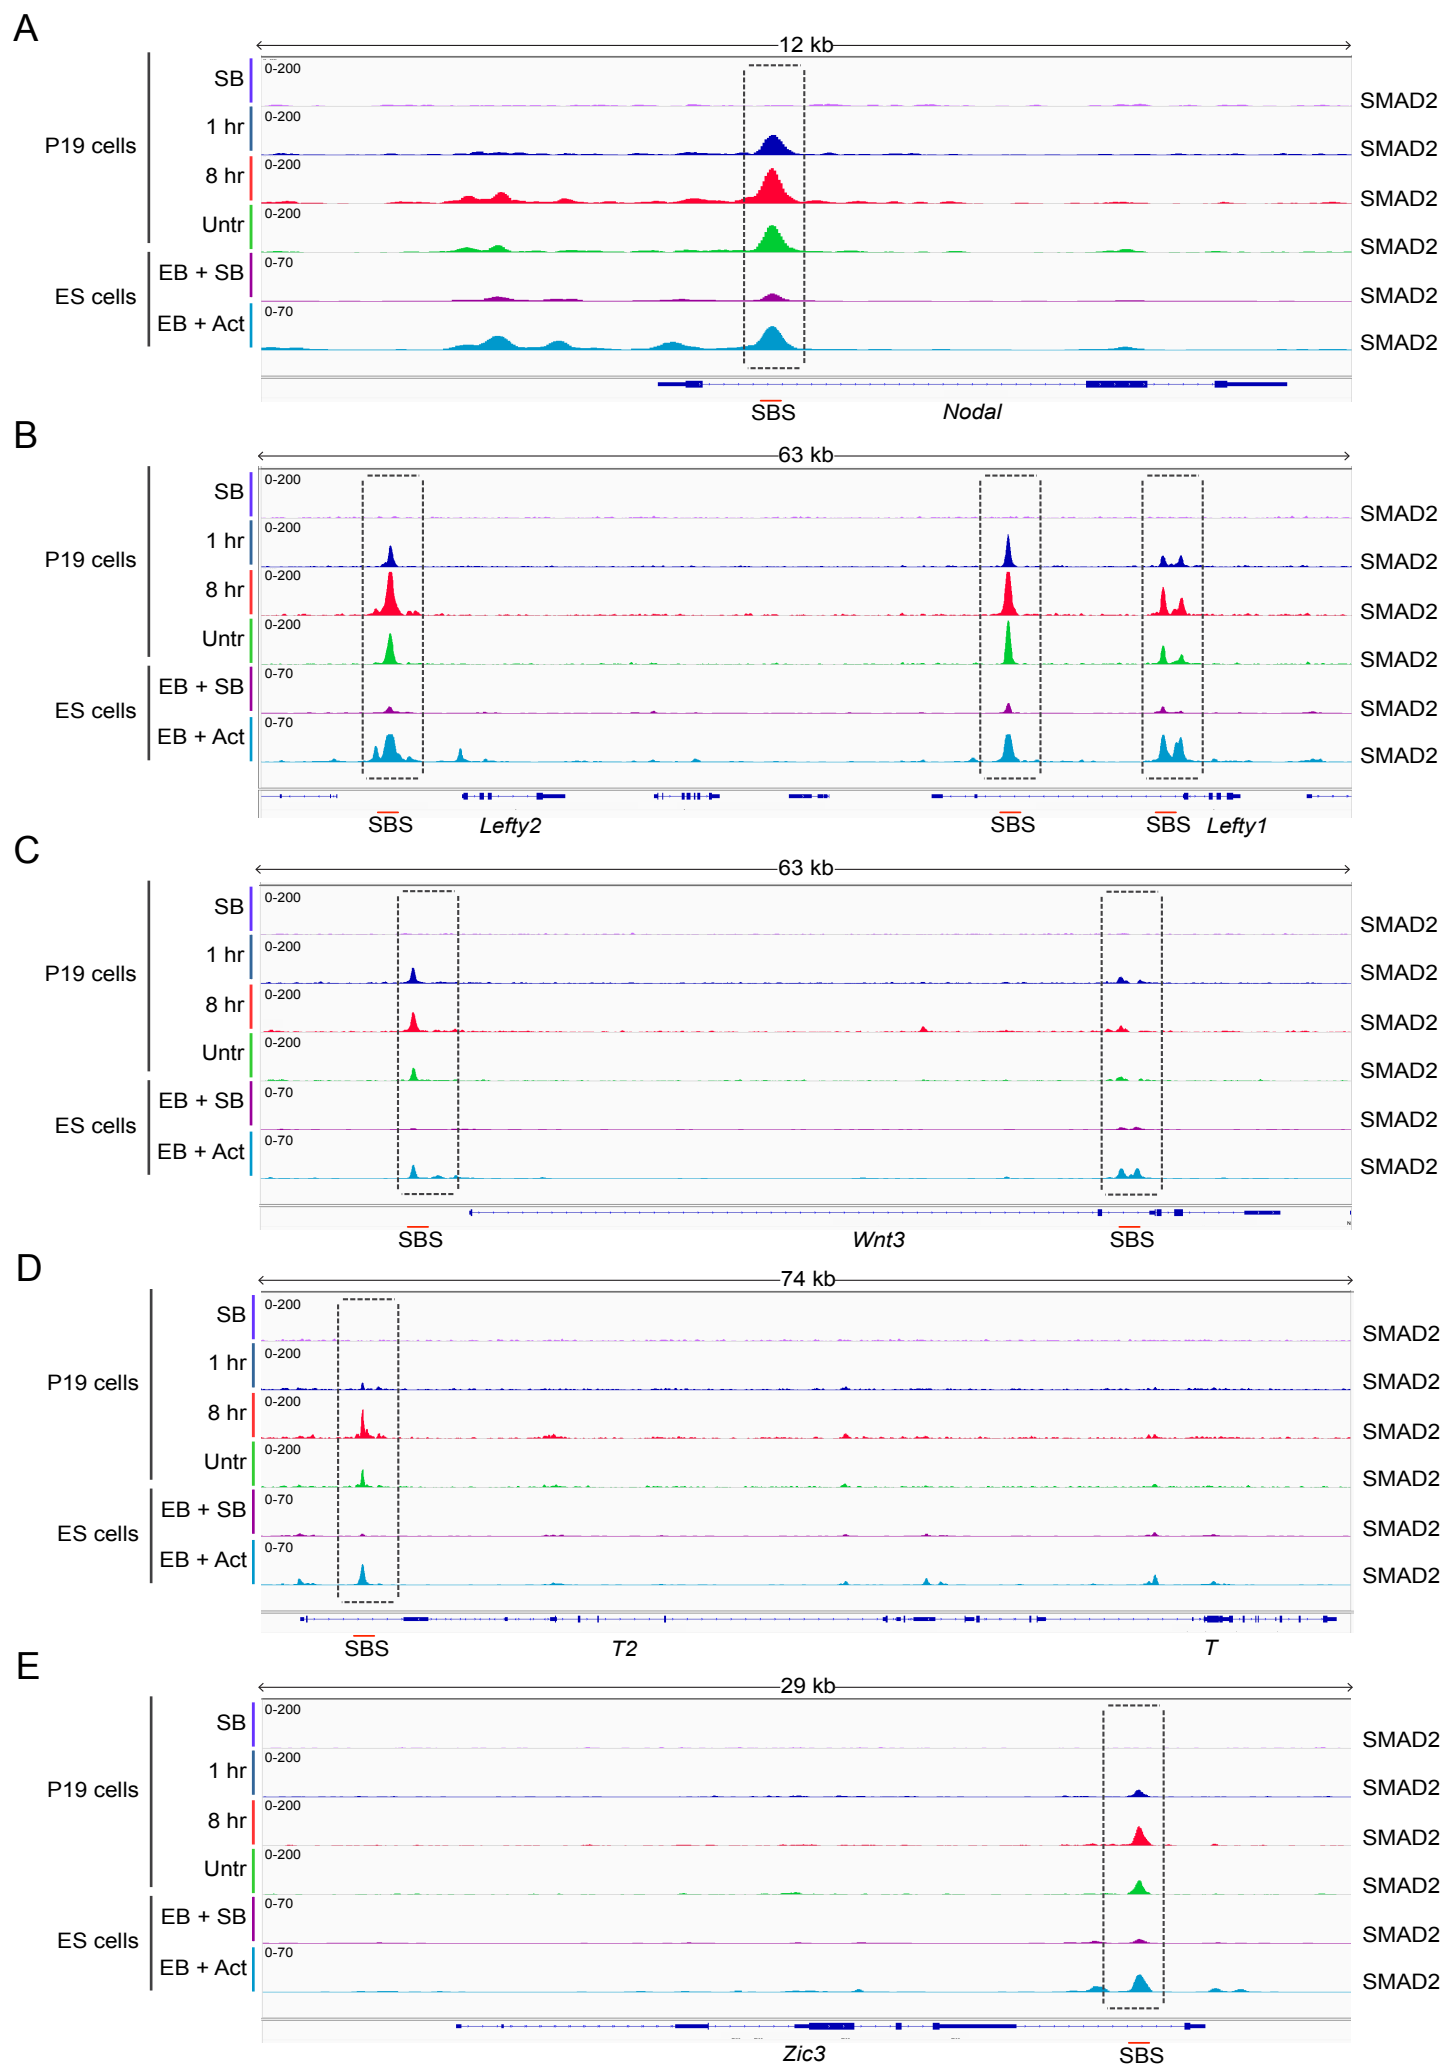 A
12 kb
P19 cells
ES cells
SB
0-200
SMAD2
1 hr
0-200
SMAD2
8 hr
0-200
SMAD2
Untr
0-200
SMAD2
EB + SB
0-70
SMAD2
EB + Act
0-70
SMAD2
SBS
Nodal
B
63 kb
P19 cells
ES cells
SB
0-200
SMAD2
1 hr
0-200
SMAD2
8 hr
0-200
SMAD2
Untr
0-200
SMAD2
EB + SB
0-70
SMAD2
EB + Act
0-70
SMAD2
SBS
Lefty2
SBS
SBS
Lefty1
C
63 kb
P19 cells
ES cells
SB
0-200
SMAD2
1 hr
0-200
SMAD2
8 hr
0-200
SMAD2
Untr
0-200
SMAD2
EB + SB
0-70
SMAD2
EB + Act
0-70
SMAD2
N
SBS
Wnt3
SBS
D
74 kb
P19 cells
ES cells
SB
0-200
SMAD2
1 hr
0-200
SMAD2
8 hr
0-200
SMAD2
Untr
0-200
SMAD2
EB + SB
0-70
SMAD2
EB + Act
0-70
SMAD2
SBS
T2
T
E
29 kb
P19 cells
ES cells
SB
0-200
SMAD2
1 hr
0-200
SMAD2
8 hr
0-200
SMAD2
Untr
0-200
SMAD2
EB + SB
0-70
SMAD2
EB + Act
0-70
SMAD2
Zic3
SBS